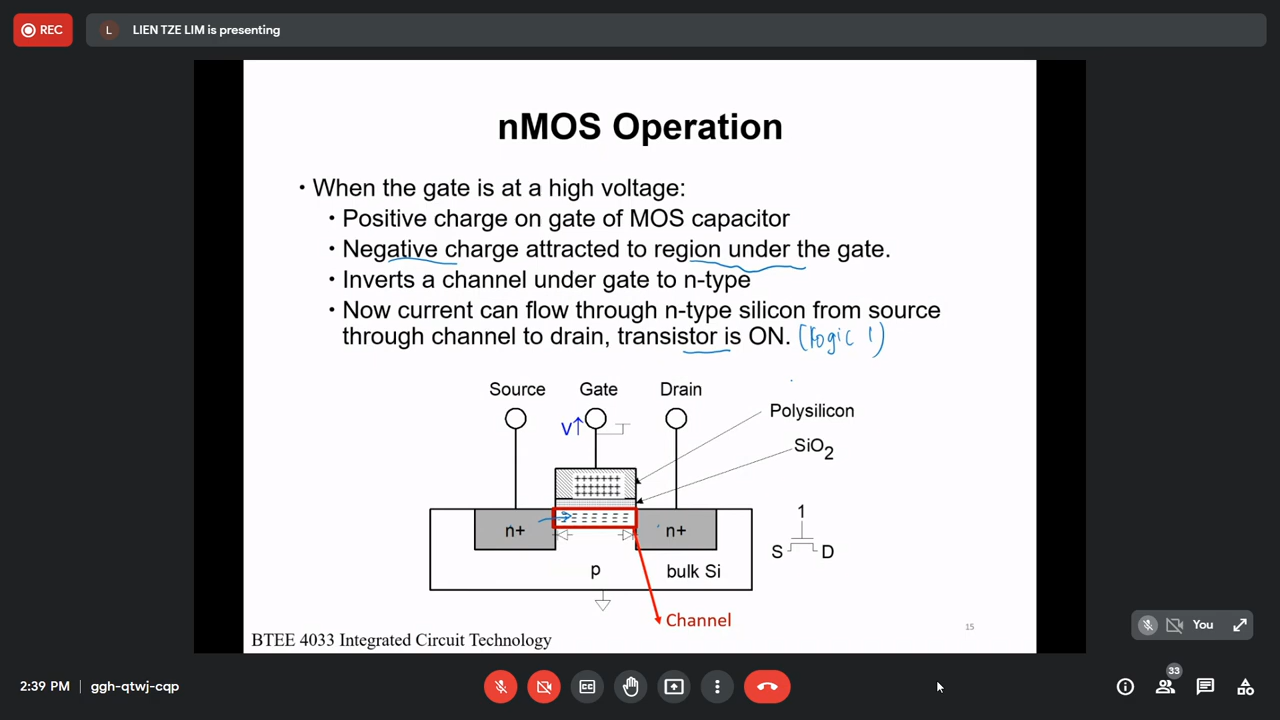 REC
L LIEN TZE LIM is presenting
nMOS Operation
• When the gate is at a high voltage:
• Positive charge on gate of MOS capacitor
• Negative charge attracted to region under the gate.
• Inverts a channel under gate to n-type
• Now current can flow through n-type silicon from source
through channel to drain, transistor is ON. (Logic 1)
Source Gate Drain
Polysilicon
V↑
SiO2
1
n+ n+
S D
p bulk Si
Channel
You
15
BTEE 4033 Integrated Circuit Technology
33
2:39 PM ggh-qtwj-cqp